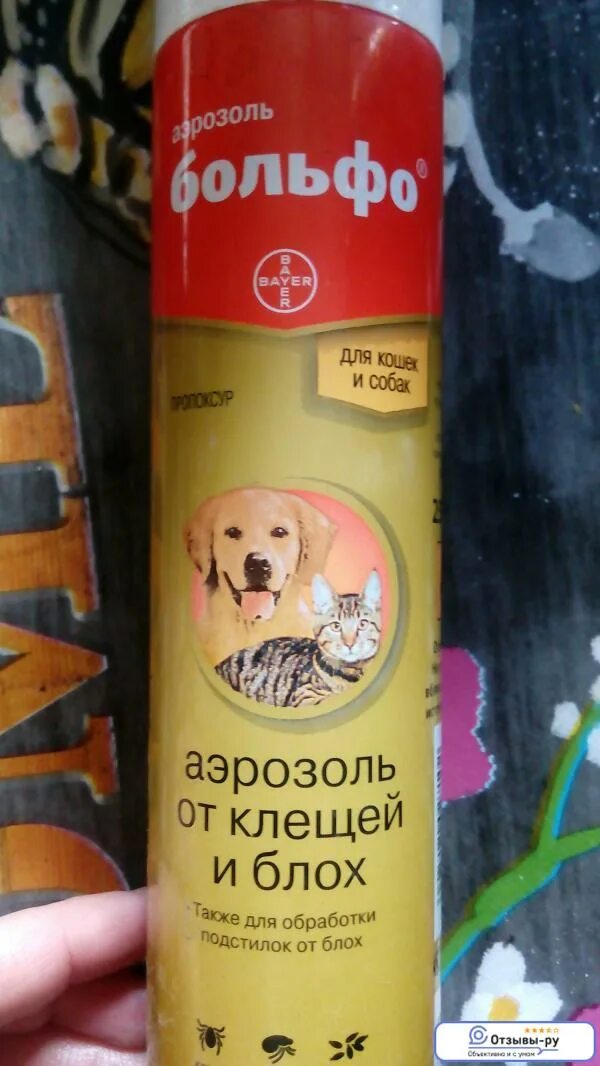 аэрозоль
больфо®
BAYER
BAYER
для кошек
и собак
пропоксур
аэрозоль
от клещей
и блох
Также для обработки
подстилок от блох
Отзывы-ру
Объективно и с умом